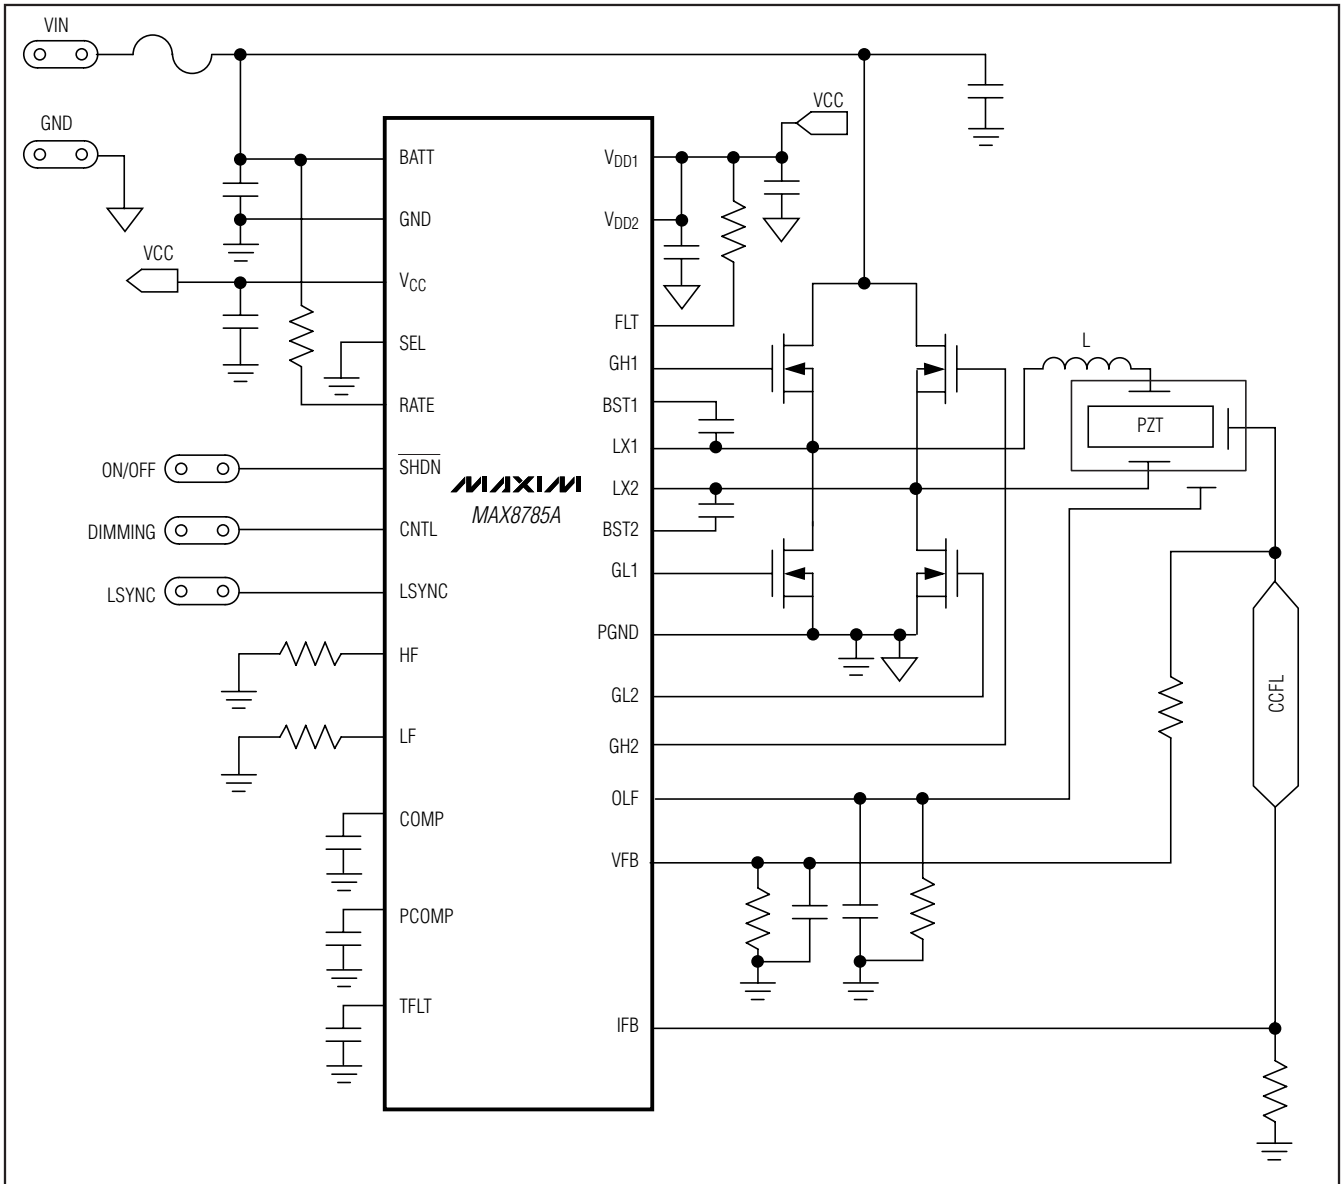 VIN
GND
VCC
BATT
GND
VCC
SEL
RATE
ON/OFF
SHDN
DIMMING
CNTL
LSYNC
LSYNC
HF
LF
COMP
PCOMP
TFLT
MAXIM
MAX8785A
VCC
VDD1
VDD2
FLT
GH1
BST1
LX1
LX2
BST2
GL1
PGND
GL2
GH2
OLF
VFB
IFB
L
PZT
CCFL